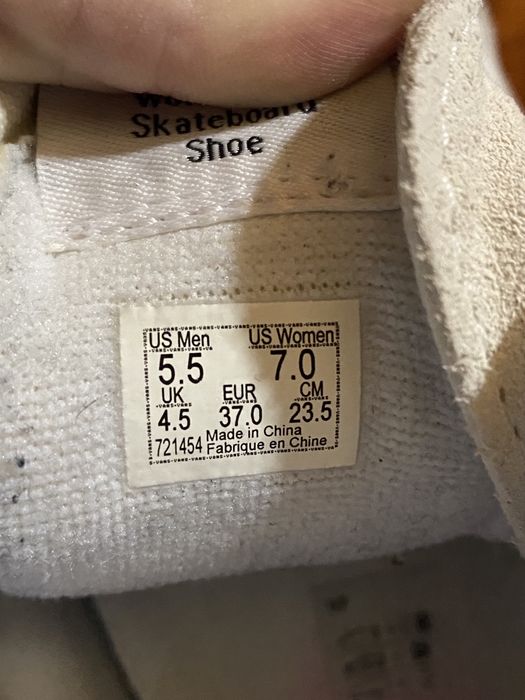 Skateboard
Shoe
US Men US Women
5.5 7.0
UK EUR CM
4.5 37.0 23.5
721454 Made in China
Fabrique en Chine